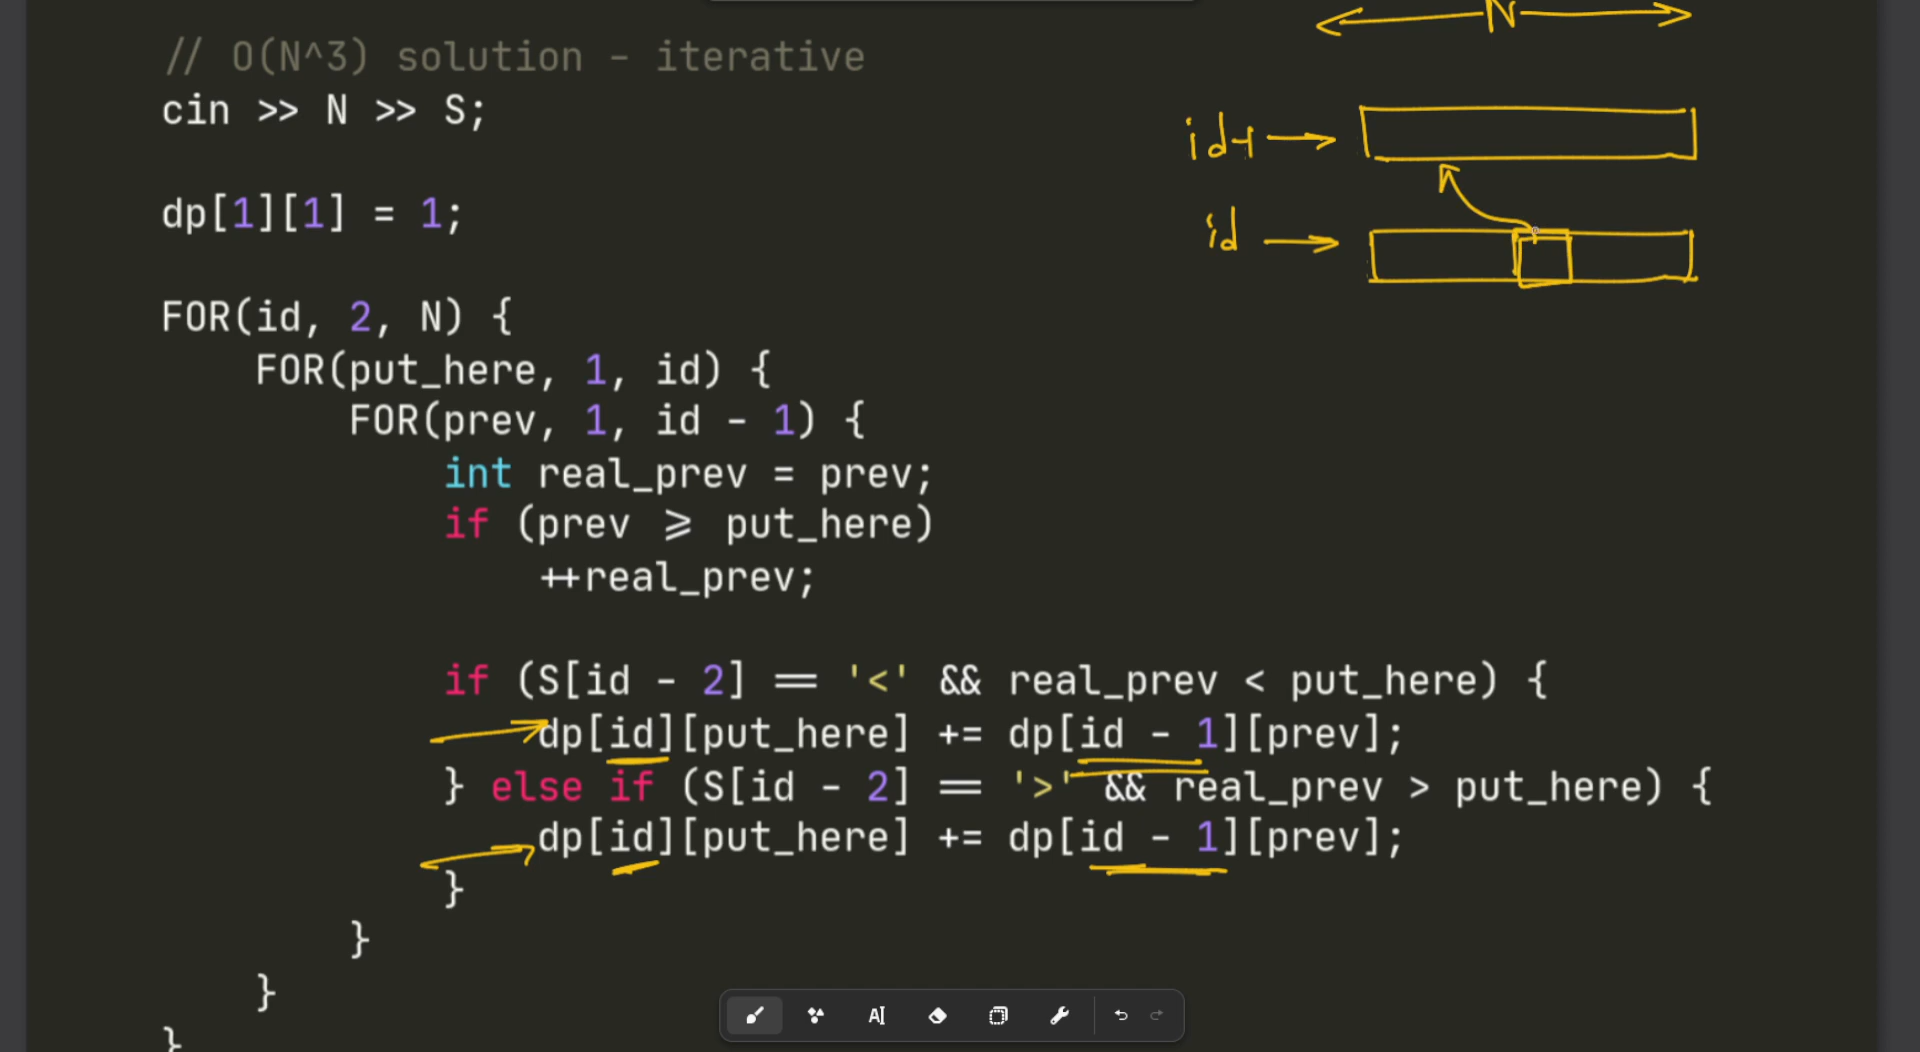 N
// O(N^3) solution - iterative
cin >> N >> S;
id-1
dp[1][1] = 1;
id
FOR(id, 2, N) {
FOR(put_here, 1, id) {
FOR(prev, 1, id - 1) {
int real_prev = prev;
if (prev >= put_here)
++real_prev;
if (S[id - 2] == '<' && real_prev < put_here) {
dp[id][put_here] += dp[id - 1][prev];
} else if (S[id - 2] == '>' && real_prev > put_here) {
dp[id][put_here] += dp[id - 1][prev];
}
}
}
}
AI